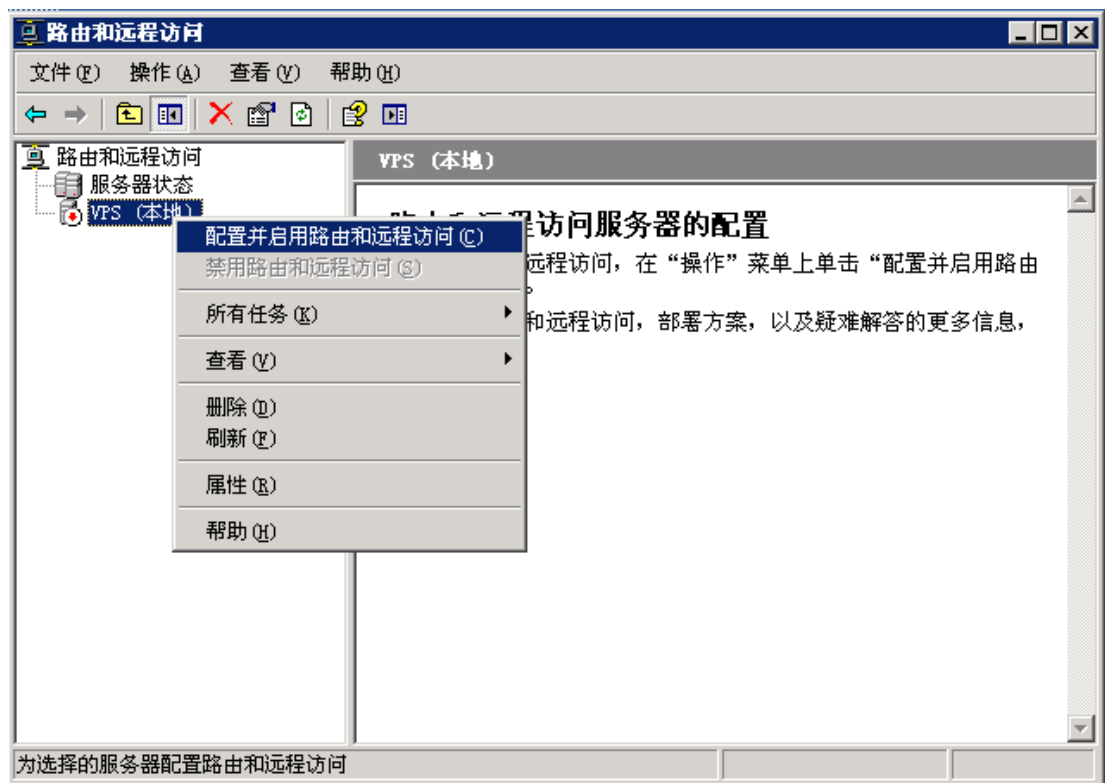 路由和远程访问
文件(F) 操作(A) 查看(V) 帮助(H)
路由和远程访问
服务器状态
VPS (本地)
VPS (本地)
程访问服务器的配置
远程访问，在“操作”菜单上单击“配置并启用路由
。
和远程访问，部署方案，以及疑难解答的更多信息，
配置并启用路由和远程访问(C)
禁用路由和远程访问(S)
所有任务(K)
查看(V)
删除(D)
刷新(F)
属性(R)
帮助(H)
为选择的服务器配置路由和远程访问